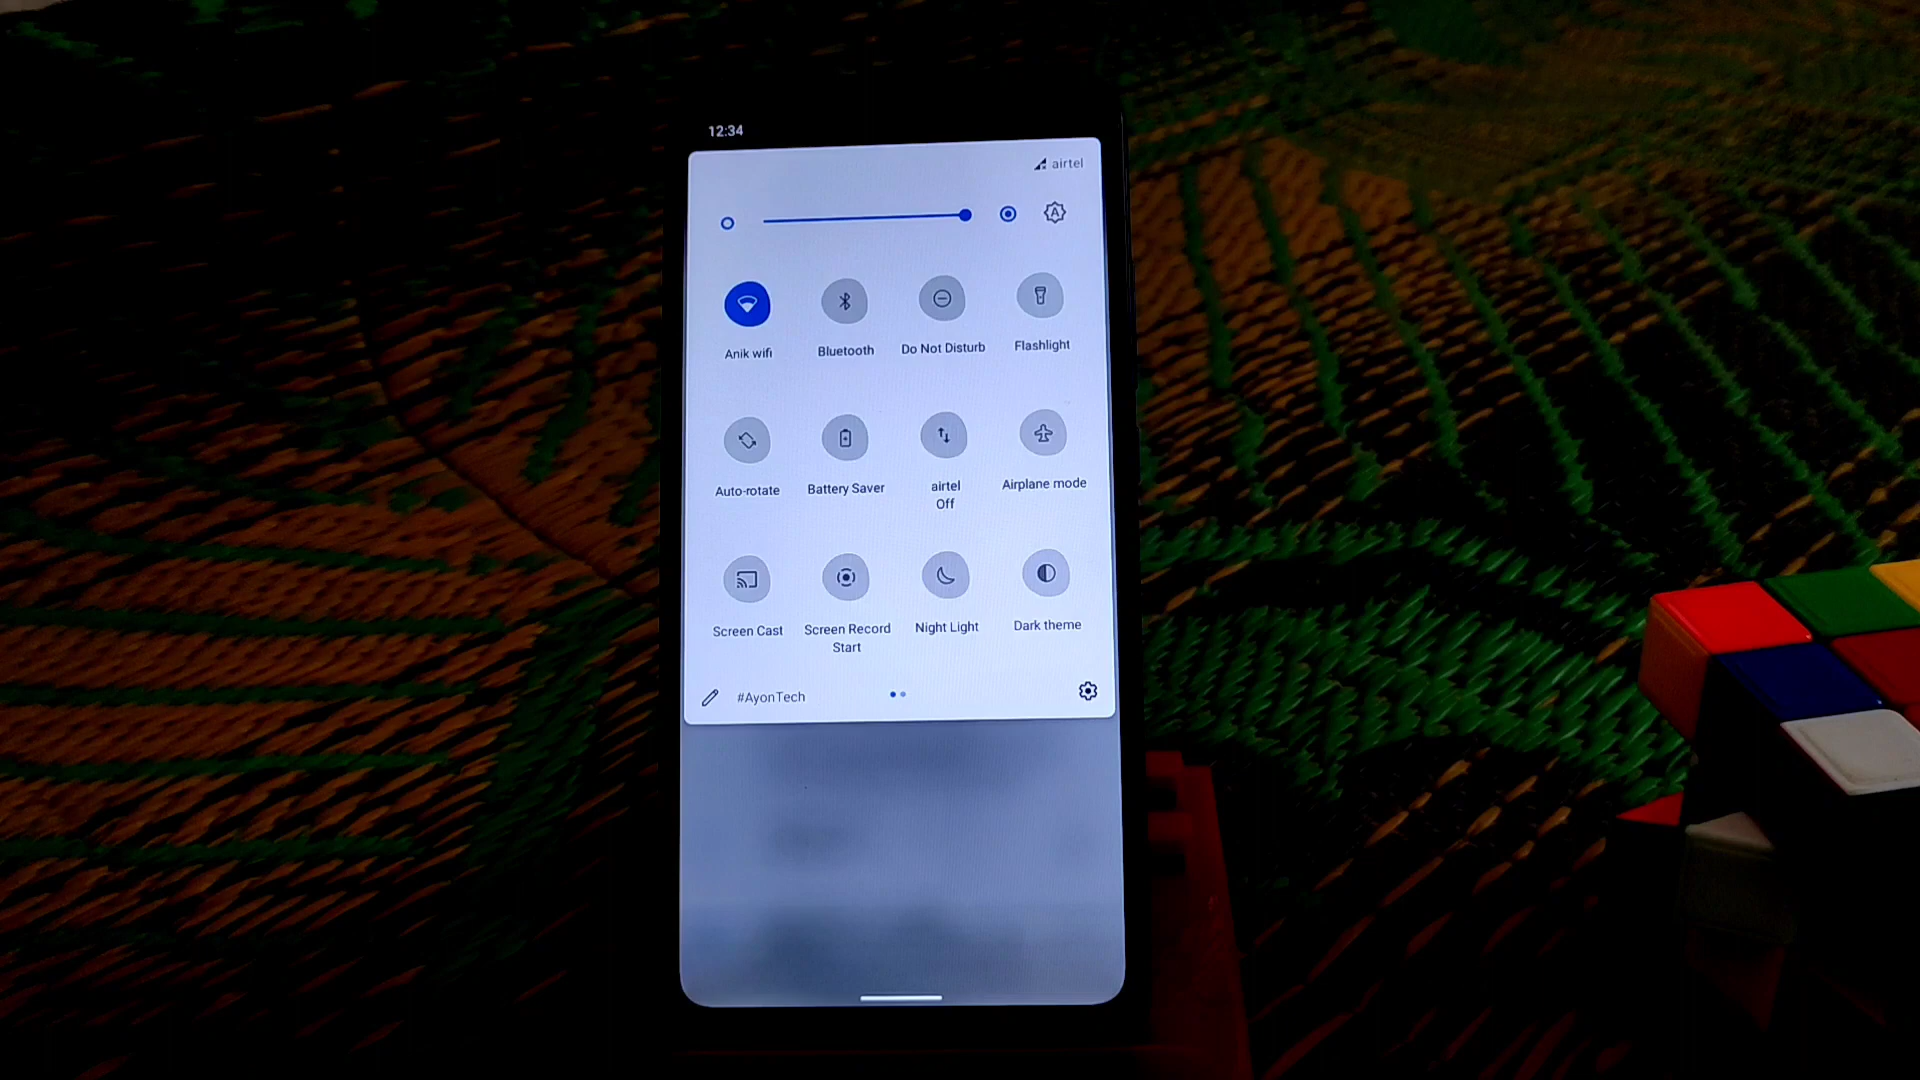 12:34
airtel
Anik wifi
Bluetooth
Do Not Disturb
Flashlight
Auto-rotate
Battery Saver
airtel
Off
Airplane mode
Screen Cast
Screen Record
Start
Night Light
Dark theme
#AyonTech